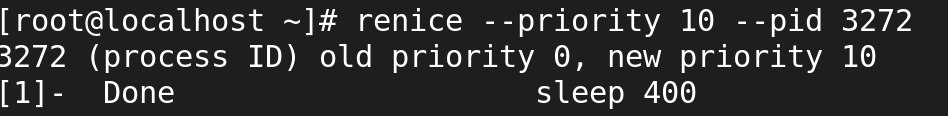 [root@localhost ~]# renice --priority 10 --pid 3272
3272 (process ID) old priority 0, new priority 10
[1]-  Done                    sleep 400